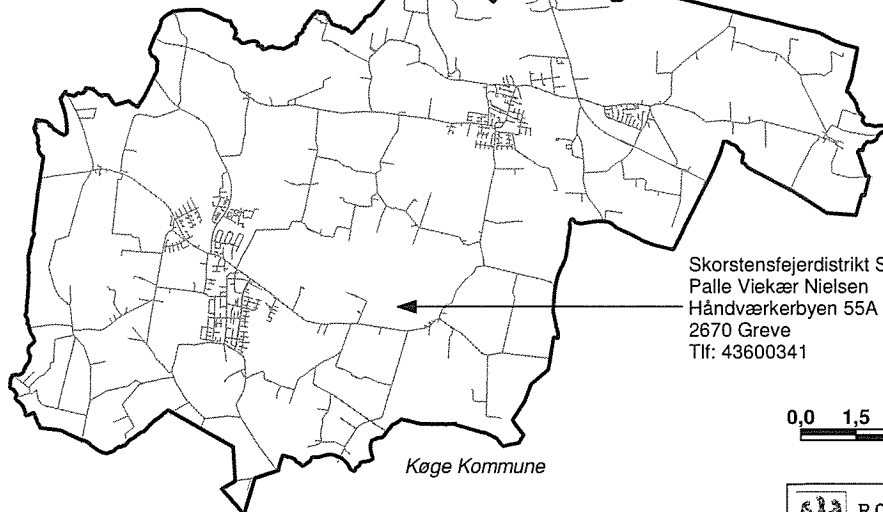 Skorstensfejerdistrikt S
Palle Viekær Nielsen
Håndværkerbyen 55A
2670 Greve
Tlf: 43600341
0,0 1,5
Køge Kommune